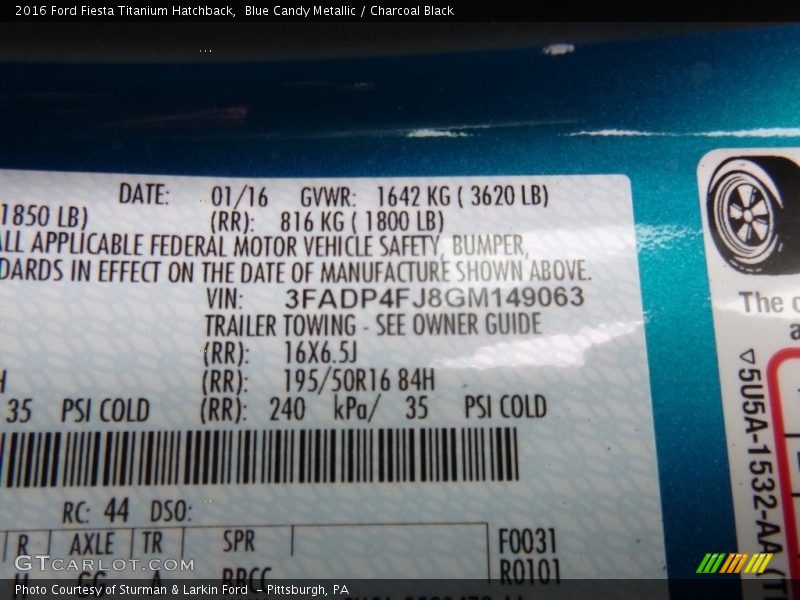 2016 Ford Fiesta Titanium Hatchback,  Blue Candy Metallic / Charcoal Black
DATE: 01/16 GVWR: 1642 KG ( 3620 LB)
1850 LB) (RR): 816 KG ( 1800 LB)
ALL APPLICABLE FEDERAL MOTOR VEHICLE SAFETY, BUMPER,
DARDS IN EFFECT ON THE DATE OF MANUFACTURE SHOWN ABOVE.
VIN: 3FADP4FJ8GM149063
TRAILER TOWING - SEE OWNER GUIDE
(RR): 16X6.5J
H (RR): 195/50R16 84H
35 PSI COLD (RR): 240 kPa/ 35 PSI COLD
RC: 44 DSO:
R AXLE TR SPR F0031
R0101
The
5U5A-1532-AA
GTCARLOT.COM
Photo Courtesy of Sturman & Larkin Ford  - Pittsburgh, PA